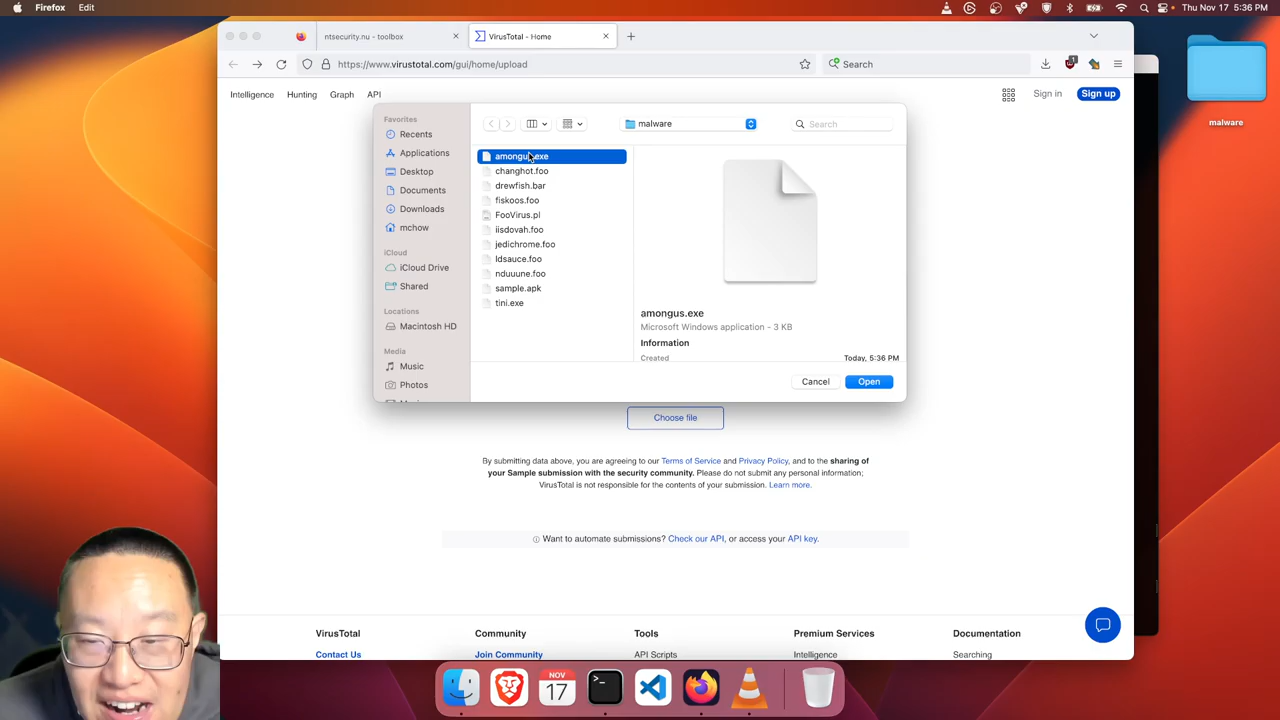 Firefox Edit Thu Nov 17 5:36 PM
ntsecurity.nu - toolbox VirusTotal - Home
https://www.virustotal.com/gui/home/upload Search
Intelligence Hunting Graph API Sign in Sign up
malware
Favorites
Recents
Applications
Desktop
Documents
Downloads
mchow
iCloud
iCloud Drive
Shared
Locations
Macintosh HD
Media
Music
Photos
malware Search
amongus.exe
changhot.foo
drewfish.bar
fiskoos.foo
FooVirus.pl
iisdovah.foo
jedichrome.foo
ldsauce.foo
nduuune.foo
sample.apk
tini.exe
amongus.exe
Microsoft Windows application - 3 KB
Information
Created Today, 5:36 PM
Cancel Open
Choose file
By submitting data above, you are agreeing to our Terms of Service and Privacy Policy, and to the sharing of
your Sample submission with the security community. Please do not submit any personal information;
VirusTotal is not responsible for the contents of your submission. Learn more.
Want to automate submissions? Check our API, or access your API key.
VirusTotal Community Tools Premium Services Documentation
Contact Us Join Community API Scripts Intelligence Searching
NOV
17